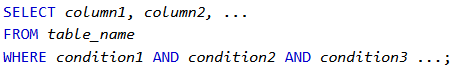 SELECT column1, column2, ...
FROM table_name
WHERE condition1 AND condition2 AND condition3 ...;